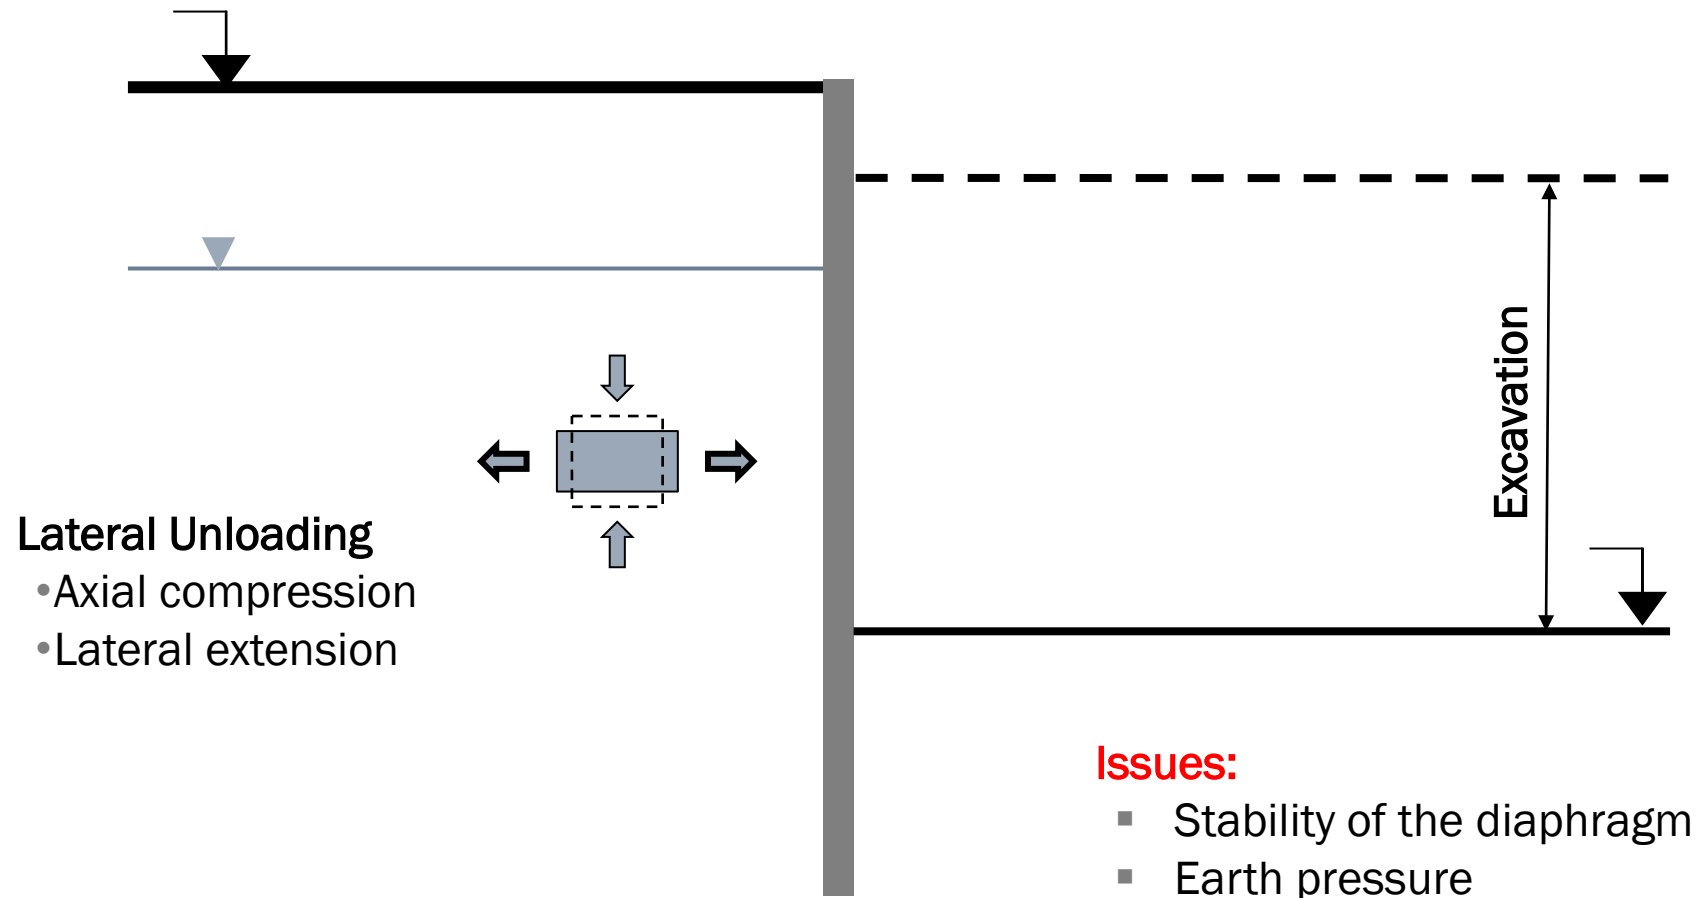 Excavation
Lateral Unloading
•Axial compression
•Lateral extension
Issues:
▪ Stability of the diaphragm
▪ Earth pressure